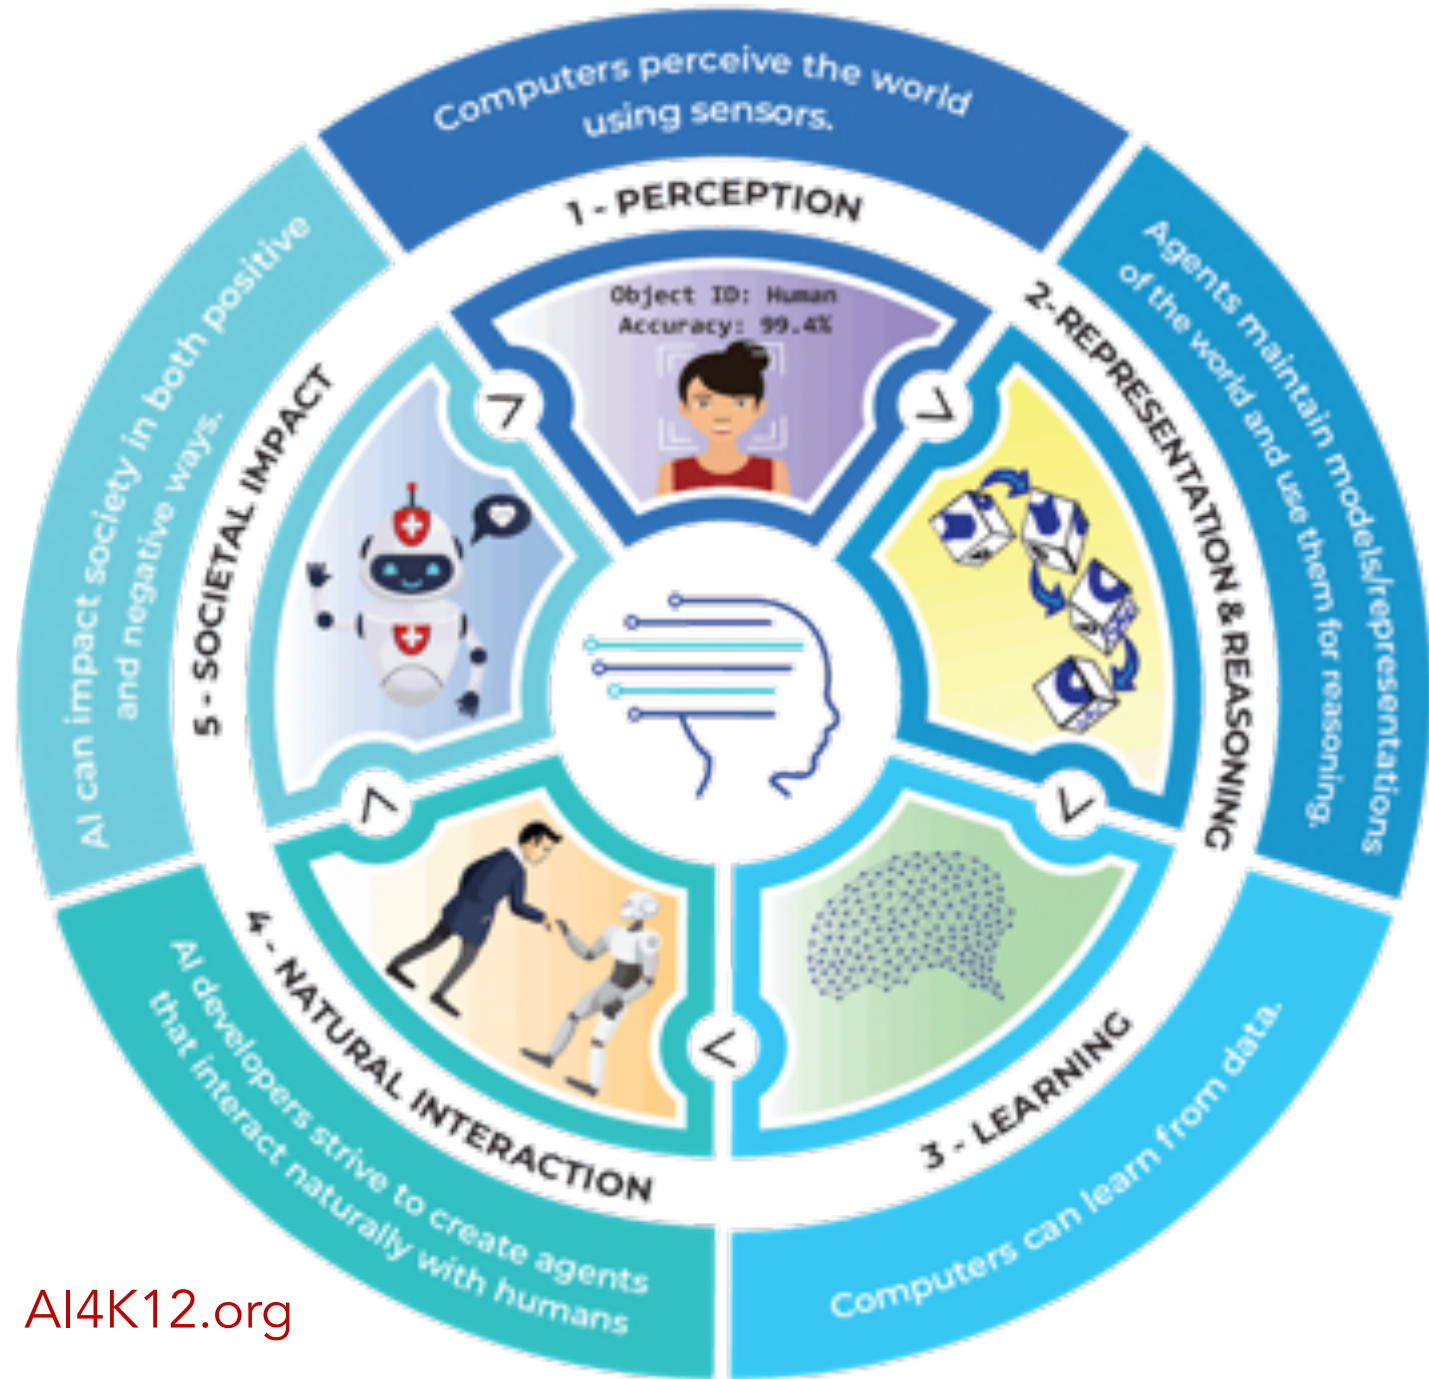 Computers perceive the world
using sensors.
1 - PERCEPTION
Object ID: Human
Accuracy: 99.4%
Agents maintain models/representations
of the world and use them for reasoning.
2-REPRESENTATION & REASONING
3 - LEARNING
Computers can learn from data.
4 - NATURAL INTERACTION
AI developers strive to create agents
that interact naturally with humans
5 - SOCIETAL IMPACT
AI can impact society in both positive
and negative ways.
AI4K12.org